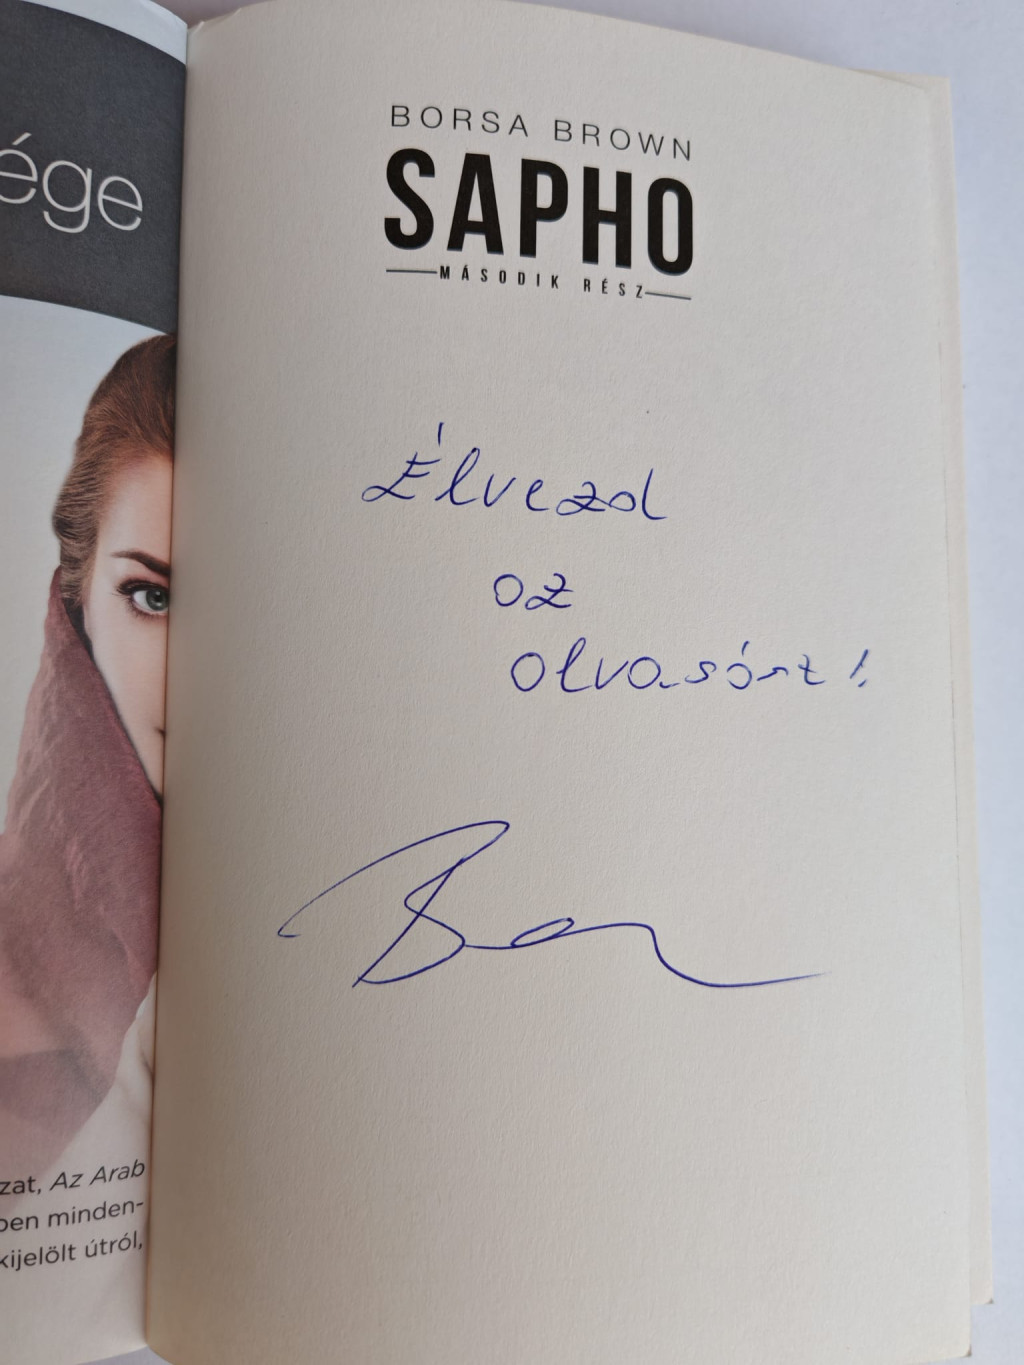 ége
zat, Az Arab
ben minden-
kijelölt útról,
BORSA BROWN
SAPHO
MÁSODIK RÉSZ
Élvezd
az
olvasást!